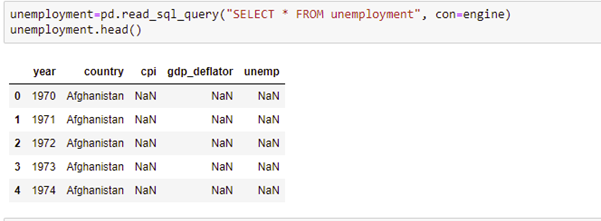 unemployment=pd.read_sql_query("SELECT * FROM unemployment", con=engine)
unemployment.head()
year country cpi gdp_deflator unemp
0 1970 Afghanistan NaN NaN NaN
1 1971 Afghanistan NaN NaN NaN
2 1972 Afghanistan NaN NaN NaN
3 1973 Afghanistan NaN NaN NaN
4 1974 Afghanistan NaN NaN NaN